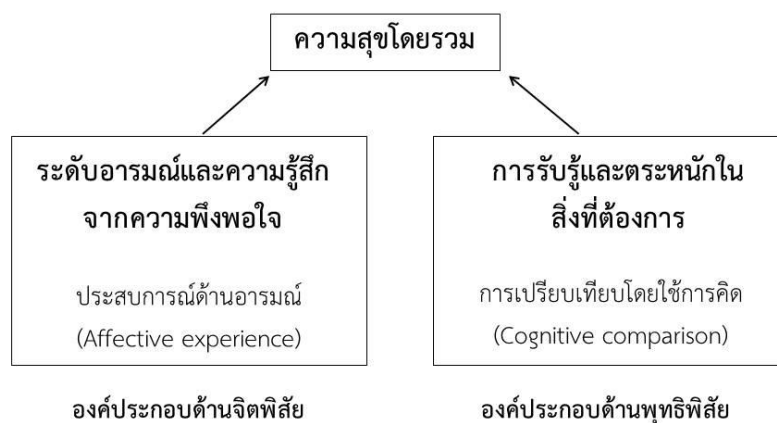 ความสุขโดยรวม
ระดับอารมณ์และความรู้สึก
จากความพึงพอใจ
ประสบการณ์ด้านอารมณ์
(Affective experience)
องค์ประกอบด้านจิตพิสัย
การรับรู้และตระหนักใน
สิ่งที่ต้องการ
การเปรียบเทียบโดยใช้การคิด
(Cognitive comparison)
องค์ประกอบด้านพุทธิพิสัย